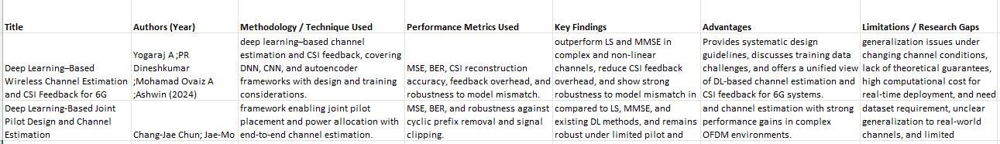 Title
Authors (Year)
Methodology / Technique Used
Performance Metrics Used
Key Findings
Advantages
Limitations / Research Gaps
Deep Learning–Based
Wireless Channel Estimation
and CSI Feedback for 6G
Yogaraj A ;PR
Dineshkumar
;Mohamad Ovaiz A
;Ashwin (2024)
deep learning–based channel
estimation and CSI feedback, covering
DNN, CNN, and autoencoder
frameworks with design and training
considerations.
MSE, BER, CSI reconstruction
accuracy, feedback overhead, and
robustness to model mismatch.
outperform LS and MMSE in
complex and non-linear
channels, reduce CSI feedback
overhead, and show strong
robustness to model mismatch in
Provides systematic design
guidelines, discusses training data
challenges, and offers a unified view
of DL-based channel estimation and
CSI feedback for 6G systems.
generalization issues under
changing channel conditions,
lack of theoretical guarantees,
high computational cost for
real-time deployment, and need
Deep Learning-Based Joint
Pilot Design and Channel
Estimation
Chang-Jae Chun; Jae-Mo
framework enabling joint pilot
placement and power allocation with
end-to-end channel estimation.
MSE, BER, and robustness against
cyclic prefix removal and signal
clipping.
compared to LS, MMSE, and
existing DL methods, and remains
robust under limited pilot and
and channel estimation with strong
performance gains in complex
OFDM environments.
dataset requirement, unclear
generalization to real-world
channels, and limited